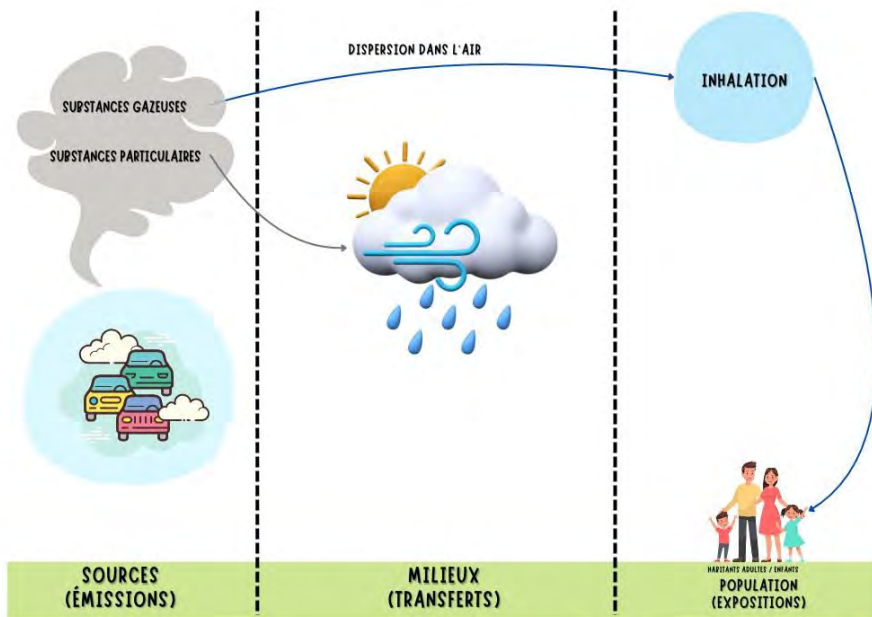 DISPERSION DANS L'AIR
SUBSTANCES GAZEUSES
SUBSTANCES PARTICULAIRES
INHALATION
SOURCES
(ÉMISSIONS)
MILIEUX
(TRANSFERTS)
HABITANTS ADULTES / ENFANTS
POPULATION
(EXPOSITIONS)